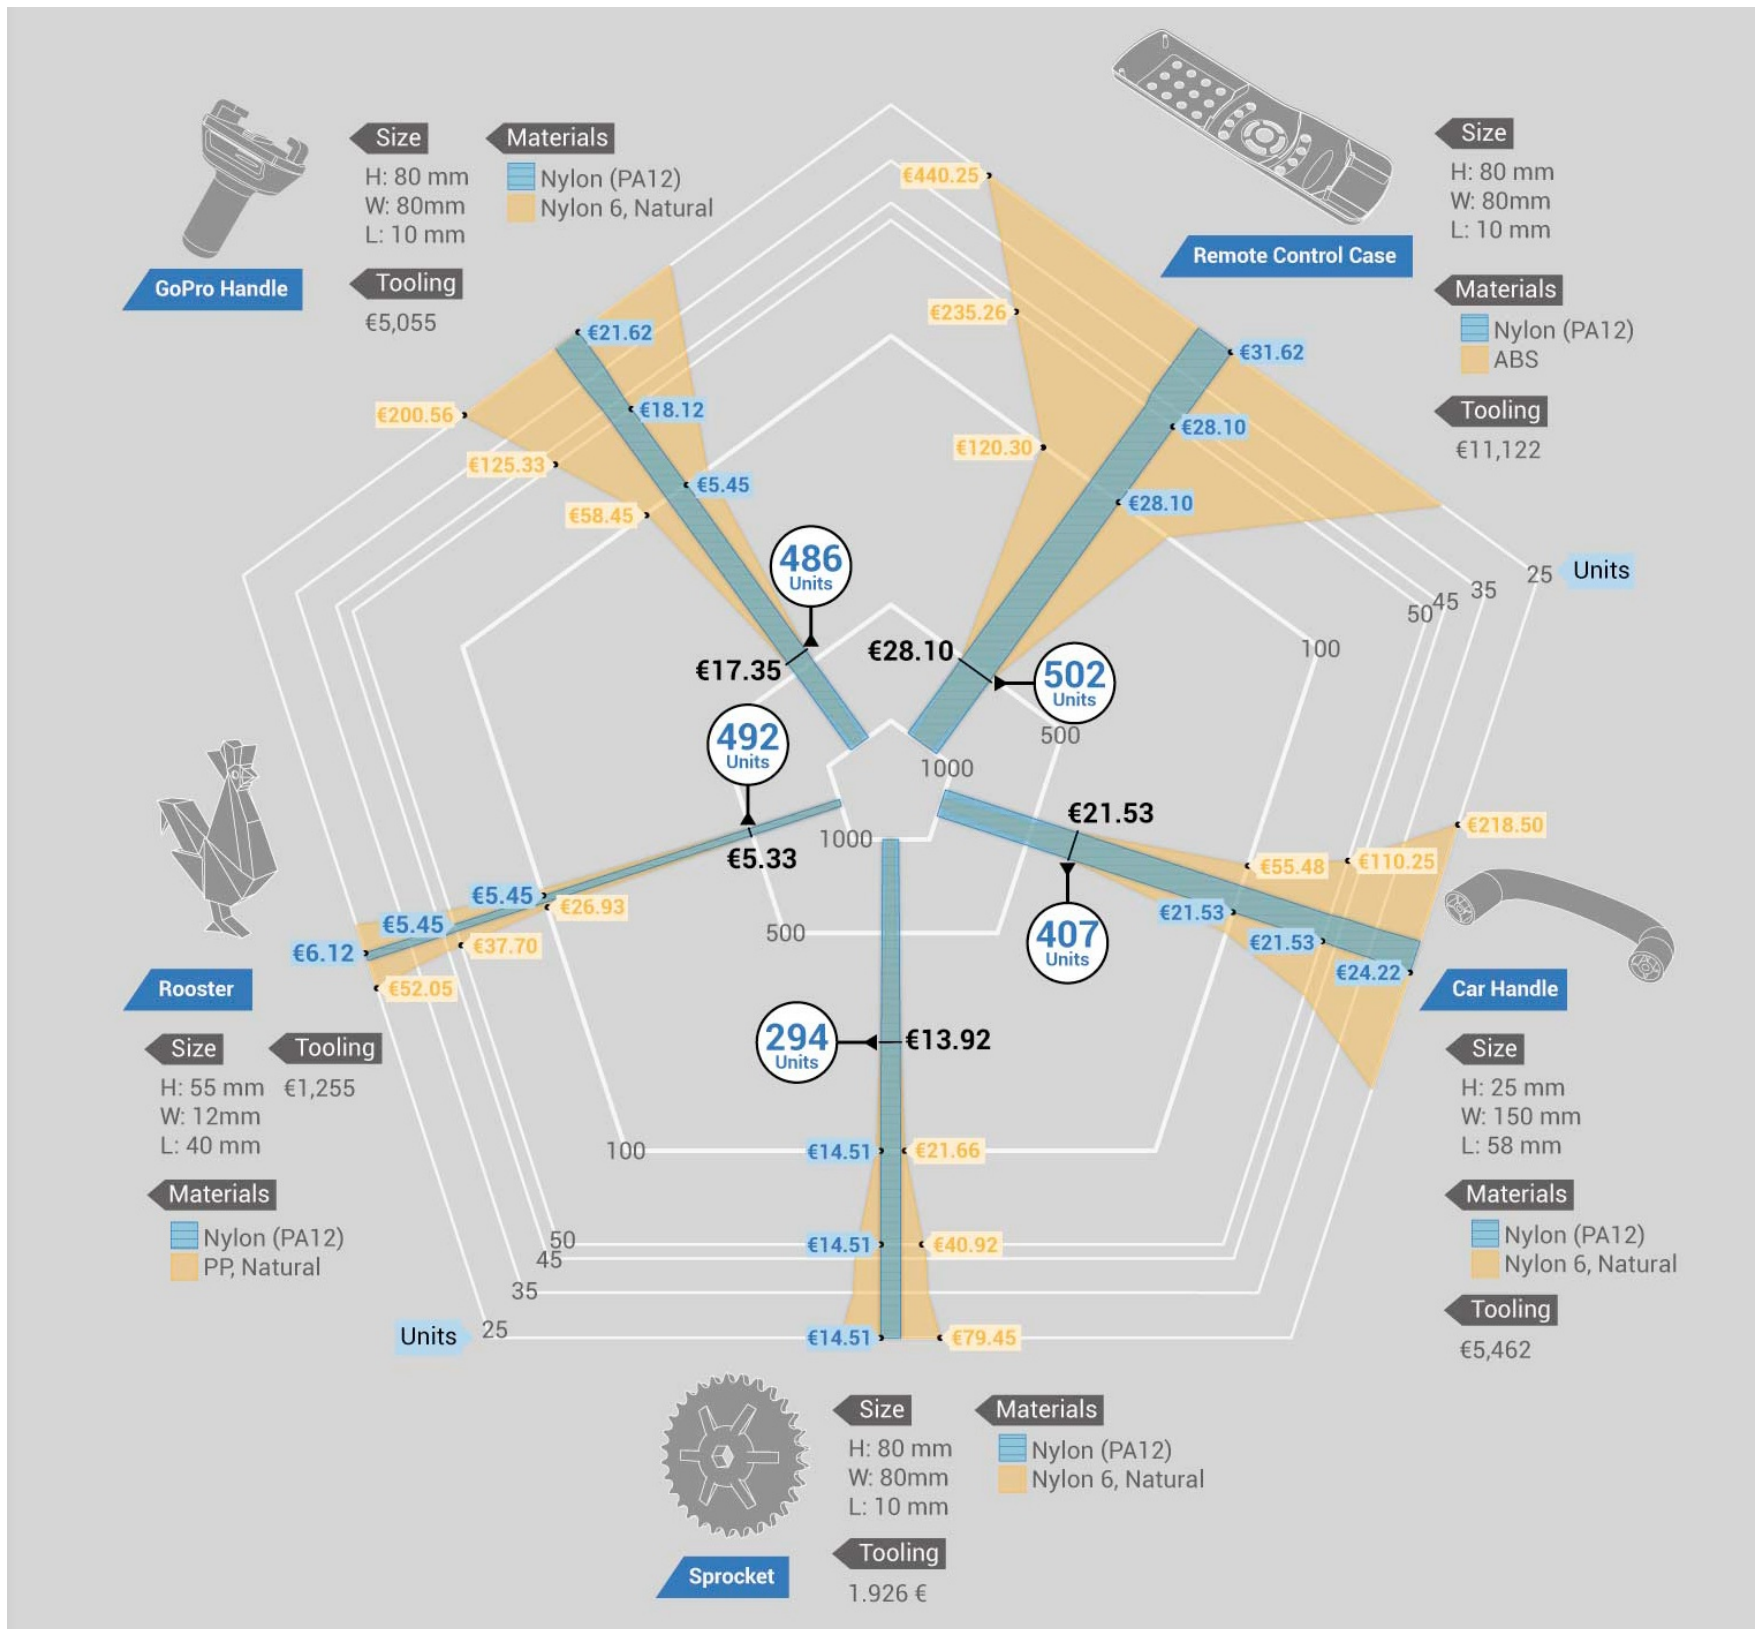 Size
H: 80 mm
W: 80mm
L: 10 mm
Materials
Nylon (PA12)
Nylon 6, Natural
GoPro Handle
Tooling
€5,055
Remote Control Case
Size
H: 80 mm
W: 80mm
L: 10 mm
Materials
Nylon (PA12)
ABS
Tooling
€11,122
€440.25
€235.26
€120.30
€31.62
€28.10
€28.10
€28.10
502
Units
€21.62
€18.12
€5.45
€200.56
€125.33
€58.45
486
Units
€17.35
25
Units
35
45
50
100
500
1000
492
Units
€5.33
€5.45
€5.45
€6.12
€26.93
€37.70
€52.05
Rooster
Size
H: 55 mm
W: 12mm
L: 40 mm
Tooling
€1,255
Materials
Nylon (PA12)
PP, Natural
€21.53
407
Units
€218.50
€110.25
€55.48
€21.53
€21.53
€24.22
Car Handle
Size
H: 25 mm
W: 150 mm
L: 58 mm
Materials
Nylon (PA12)
Nylon 6, Natural
Tooling
€5,462
1000
500
100
50
45
35
Units
25
294
Units
€13.92
€14.51
€21.66
€14.51
€40.92
€14.51
€79.45
Sprocket
Size
H: 80 mm
W: 80mm
L: 10 mm
Materials
Nylon (PA12)
Nylon 6, Natural
Tooling
1.926 €